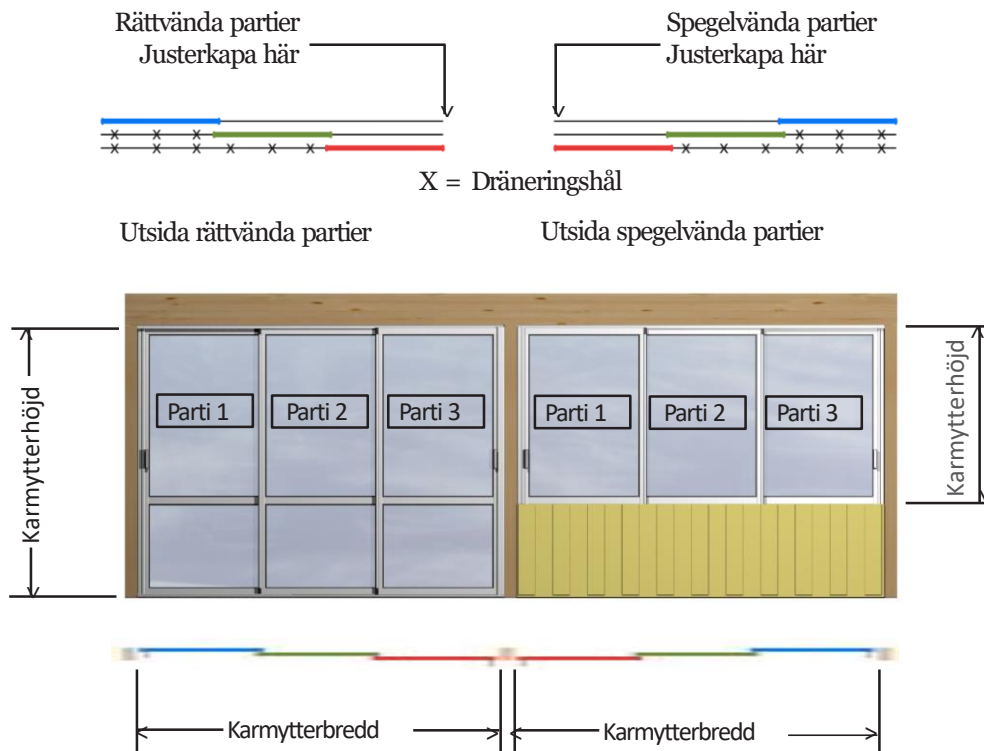 Rättvända partier
Justerkapa här
Spegelvända partier
Justerkapa här
X X X
X X X X X X
X X X
X X X X X X
X = Dräneringshål
Utsida rättvända partier
Utsida spegelvända partier
Karmytterhöjd
Parti 1
Parti 2
Parti 3
Parti 1
Parti 2
Parti 3
Karmytterhöjd
Karmytterbredd
Karmytterbredd